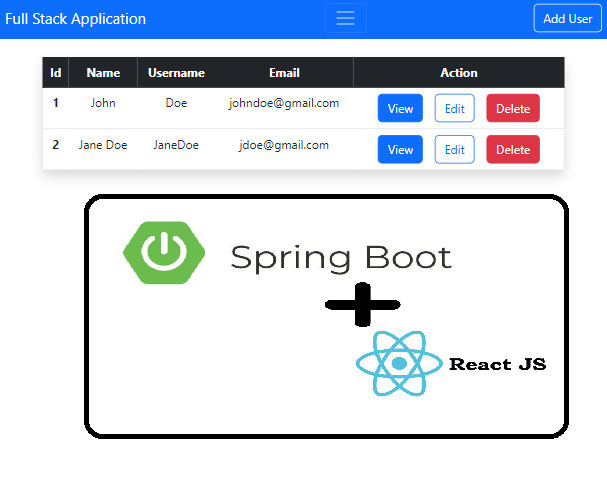 Full Stack Application Add User
Id Name Username Email Action
1 John Doe johndoe@gmail.com View Edit Delete
2 Jane Doe JaneDoe jdoe@gmail.com View Edit Delete
Spring Boot
React JS